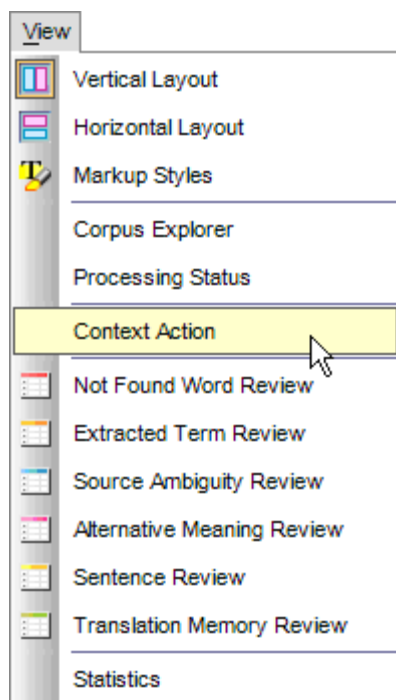 View
Vertical Layout
Horizontal Layout
Markup Styles
Corpus Explorer
Processing Status
Context Action
Not Found Word Review
Extracted Term Review
Source Ambiguity Review
Alternative Meaning Review
Sentence Review
Translation Memory Review
Statistics